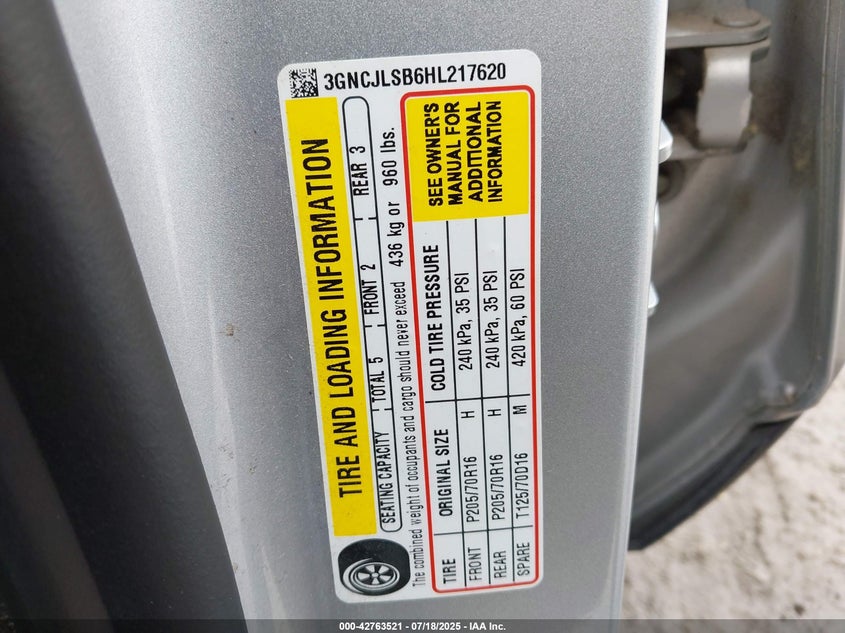 3GNCJLSB6HL217620
TIRE AND LOADING INFORMATION
SEATING CAPACITY TOTAL 5 FRONT 2 REAR 3
The combined weight of occupants and cargo should never exceed 436 kg or 960 lbs.
TIRE ORIGINAL SIZE COLD TIRE PRESSURE
FRONT P205/70R16 H 240 kPa, 35 PSI
REAR P205/70R16 H 240 kPa, 35 PSI
SPARE T125/70D16 M 420 kPa, 60 PSI
SEE OWNER'S
MANUAL FOR
ADDITIONAL
INFORMATION
000-42763521 / 07/18/2025 - IAA Inc.